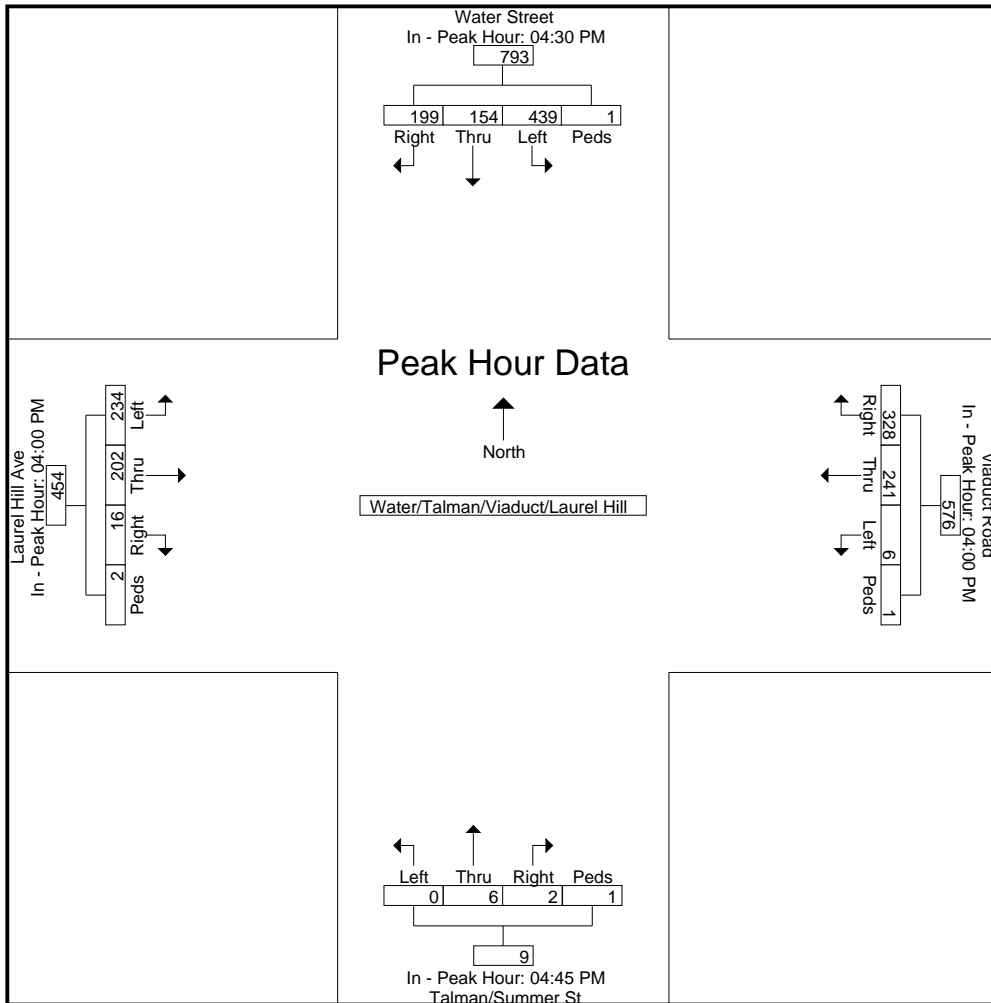 Water Street
In - Peak Hour: 04:30 PM
793
199 154 439 1
Right Thru Left Peds
Peak Hour Data
North
Water/Talman/Viaduct/Laurel Hill
Laurel Hill Ave
In - Peak Hour: 04:00 PM
454
234 202 16 2
Left Thru Right Peds
Viaduct Road
In - Peak Hour: 04:00 PM
576
328 241 6 1
Right Thru Left Peds
Left Thru Right Peds
0 6 2 1
9
In - Peak Hour: 04:45 PM
Talman/Summer St